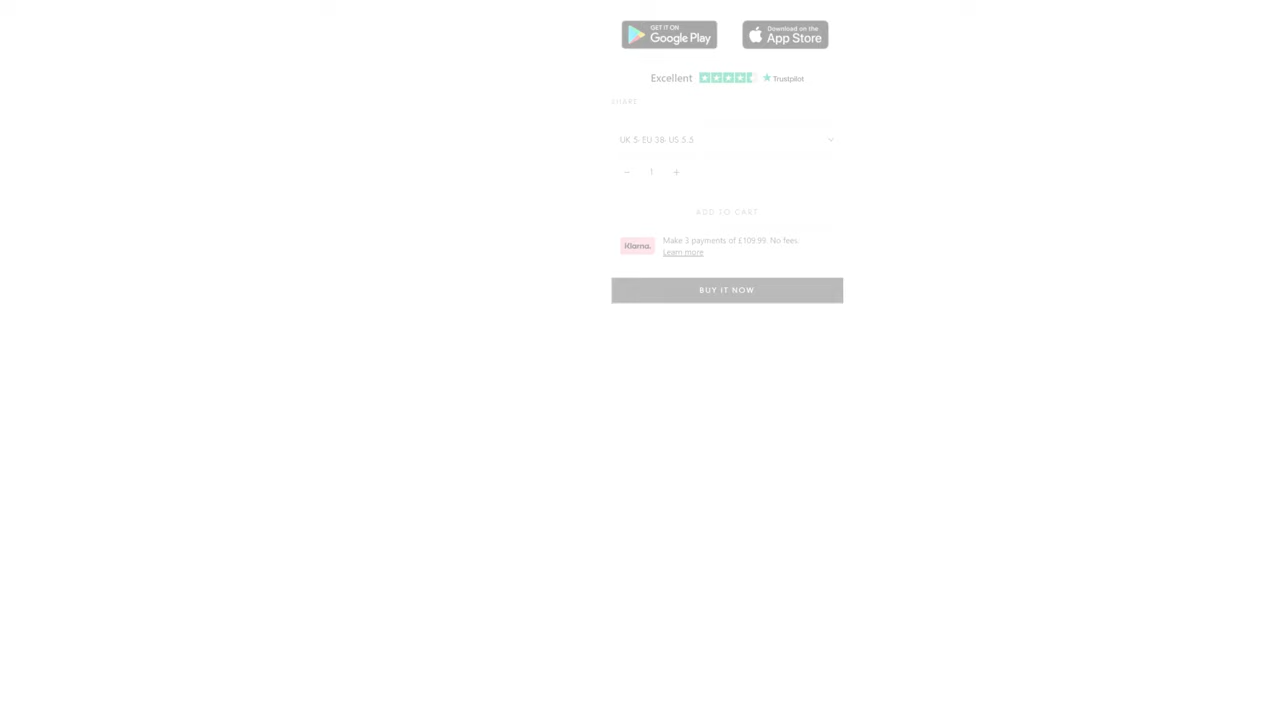 GET IT ON
Google Play
Download on the
App Store
Excellent
Trustpilot
SHARE
UK 5- EU 38- US 5.5
1
ADD TO CART
Klarna.
Make 3 payments of £109.99. No fees.
Learn more
BUY IT NOW